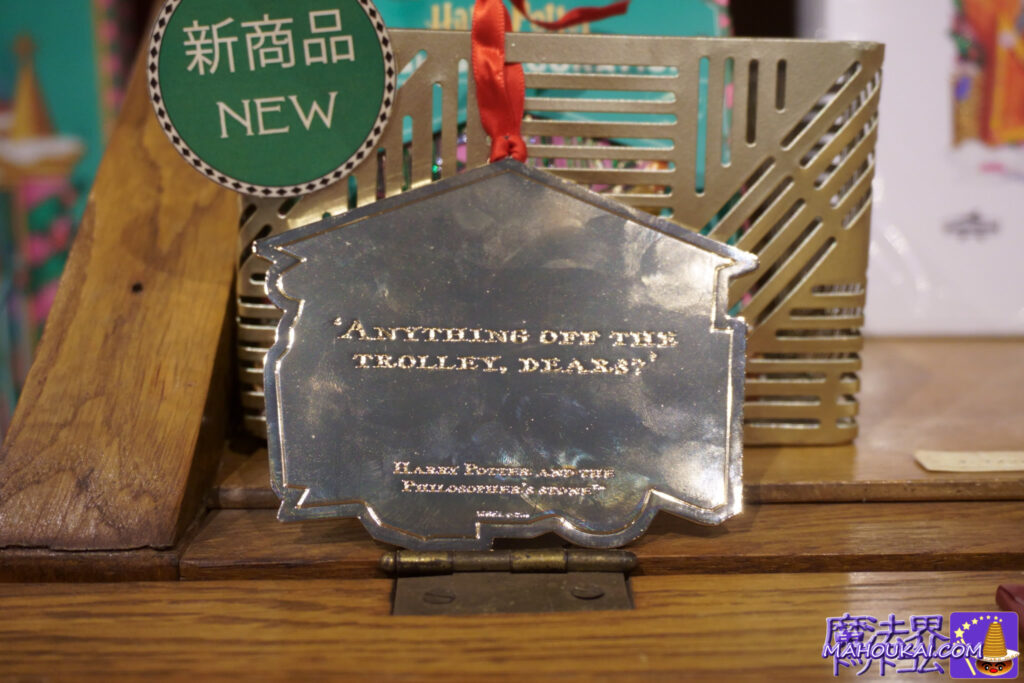 新商品
NEW
'ANYTHING OFF THE
TROLLEY, DEARS?'
HARRY POTTER AND THE
PHILOSOPHER'S STONE
魔法界ドットコム
MAHOUKAI.COM